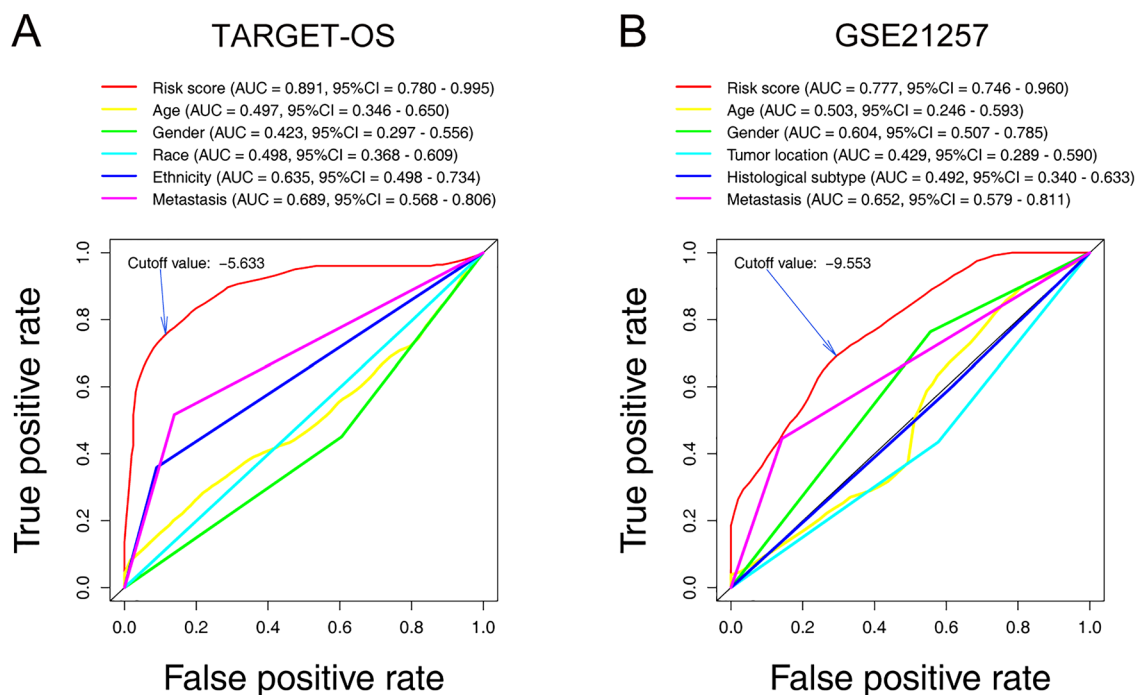 A
TARGET-OS
Risk score (AUC = 0.891, 95%CI = 0.780 - 0.995)
Age (AUC = 0.497, 95%CI = 0.346 - 0.650)
Gender (AUC = 0.423, 95%CI = 0.297 - 0.556)
Race (AUC = 0.498, 95%CI = 0.368 - 0.609)
Ethnicity (AUC = 0.635, 95%CI = 0.498 - 0.734)
Metastasis (AUC = 0.689, 95%CI = 0.568 - 0.806)
Cutoff value: −5.633
True positive rate
1.0
0.8
0.6
0.4
0.2
0.0
0.0 0.2 0.4 0.6 0.8 1.0
False positive rate
B
GSE21257
Risk score (AUC = 0.777, 95%CI = 0.746 - 0.960)
Age (AUC = 0.503, 95%CI = 0.246 - 0.593)
Gender (AUC = 0.604, 95%CI = 0.507 - 0.785)
Tumor location (AUC = 0.429, 95%CI = 0.289 - 0.590)
Histological subtype (AUC = 0.492, 95%CI = 0.340 - 0.633)
Metastasis (AUC = 0.652, 95%CI = 0.579 - 0.811)
Cutoff value: −9.553
True positive rate
1.0
0.8
0.6
0.4
0.2
0.0
0.0 0.2 0.4 0.6 0.8 1.0
False positive rate